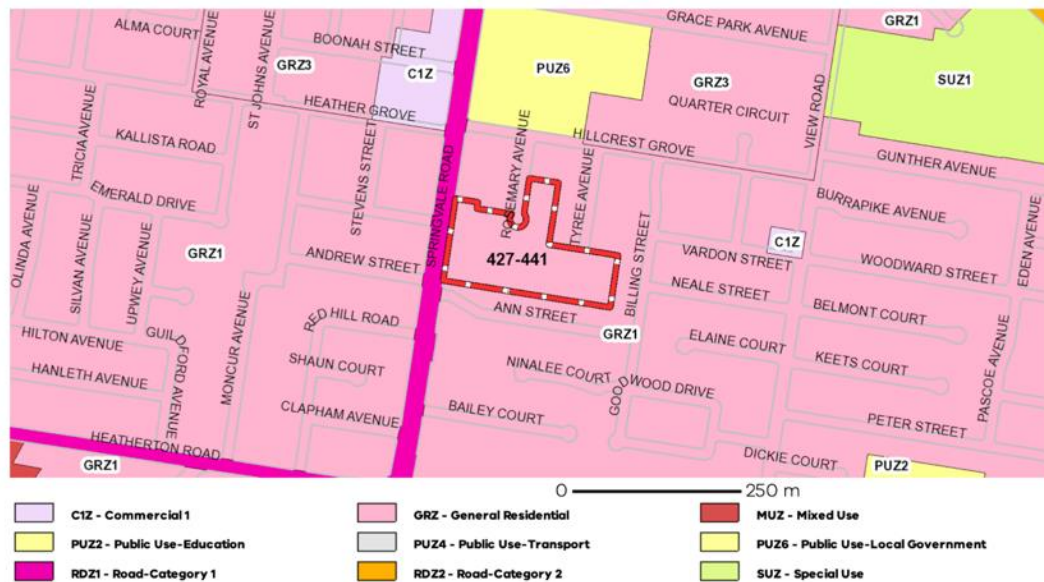 GRACE PARK AVENUE
GRZ1
ALMA COURT
ROYAL AVENUE
ST JOHNS AVENUE
BOONAH STREET
GRZ3
C1Z
PUZ6
GRZ3
SUZ1
VIEW ROAD
QUARTER CIRCUIT
HEATHER GROVE
HILLCREST GROVE
KALLISTA ROAD
TRICIA AVENUE
STEVENS STREET
SPRINGVALE ROAD
ROSEMARY AVENUE
TYREE AVENUE
GUNTHER AVENUE
EMERALD DRIVE
BURRAPIKE AVENUE
OLINDA AVENUE
SILVAN AVENUE
UPWEY AVENUE
GRZ1
ANDREW STREET
427-441
BILLING STREET
VARDON STREET
C1Z
WOODWARD STREET
EDEN AVENUE
NEALE STREET
BELMONT COURT
ANN STREET
GRZ1
RED HILL ROAD
HILTON AVENUE
GUILDFORD AVENUE
MONCUR AVENUE
ELAINE COURT
KEETS COURT
PASCOE AVENUE
HANLETH AVENUE
SHAUN COURT
NINALEE COURT
GOODWOOD DRIVE
CLAPHAM AVENUE
BAILEY COURT
PETER STREET
HEATHERTON ROAD
DICKIE COURT
GRZ1
PUZ2
0 250 m
C1Z - Commercial 1
GRZ - General Residential
MUZ - Mixed Use
PUZ2 - Public Use-Education
PUZ4 - Public Use-Transport
PUZ6 - Public Use-Local Government
RDZ1 - Road-Category 1
RDZ2 - Road-Category 2
SUZ - Special Use